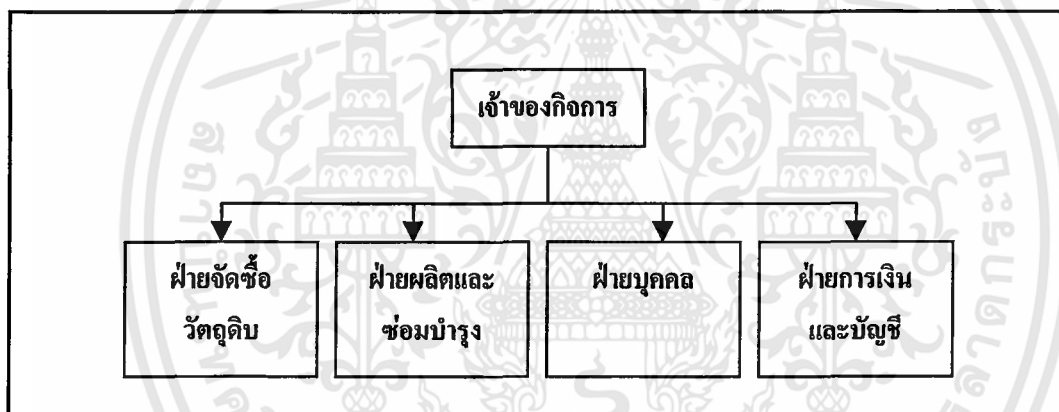 เจ้าของกิจการ
ฝ่ายจัดซื้อ
วัตถุดิบ
ฝ่ายผลิตและ
ซ่อมบำรุง
ฝ่ายบุคคล
ฝ่ายการเงิน
และบัญชี